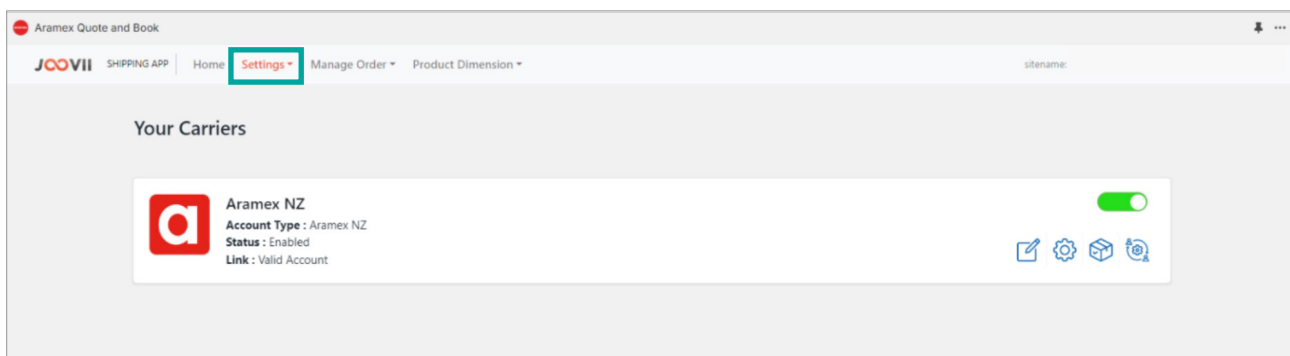 Aramex Quote and Book
JOOVII SHIPPING APP Home Settings Manage Order Product Dimension sitename:
Your Carriers
a
Aramex NZ
Account Type : Aramex NZ
Status : Enabled
Link : Valid Account